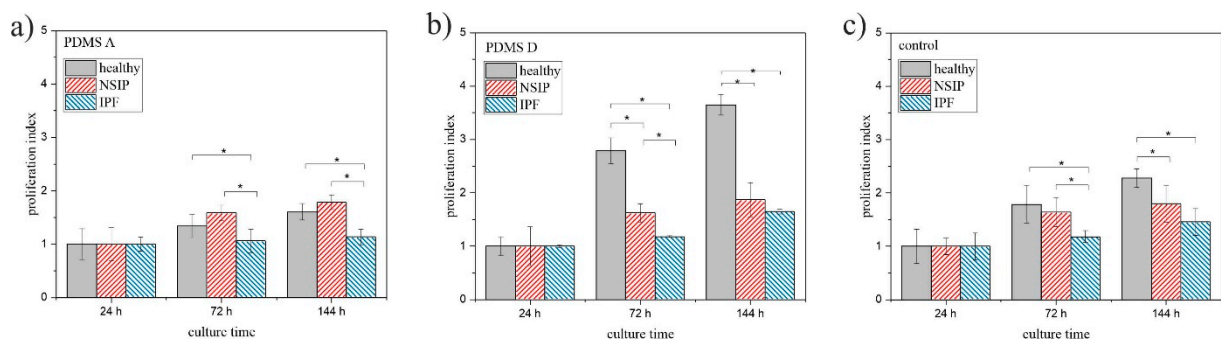 a)
PDMS A
healthy
NSIP
IPF
proliferation index
5
4
3
2
1
0
*
*
*
*
24 h
72 h
144 h
culture time
b)
PDMS D
healthy
NSIP
IPF
proliferation index
5
4
3
2
1
0
*
*
*
*
*
24 h
72 h
144 h
culture time
c)
control
healthy
NSIP
IPF
proliferation index
5
4
3
2
1
0
*
*
*
*
24 h
72 h
144 h
culture time